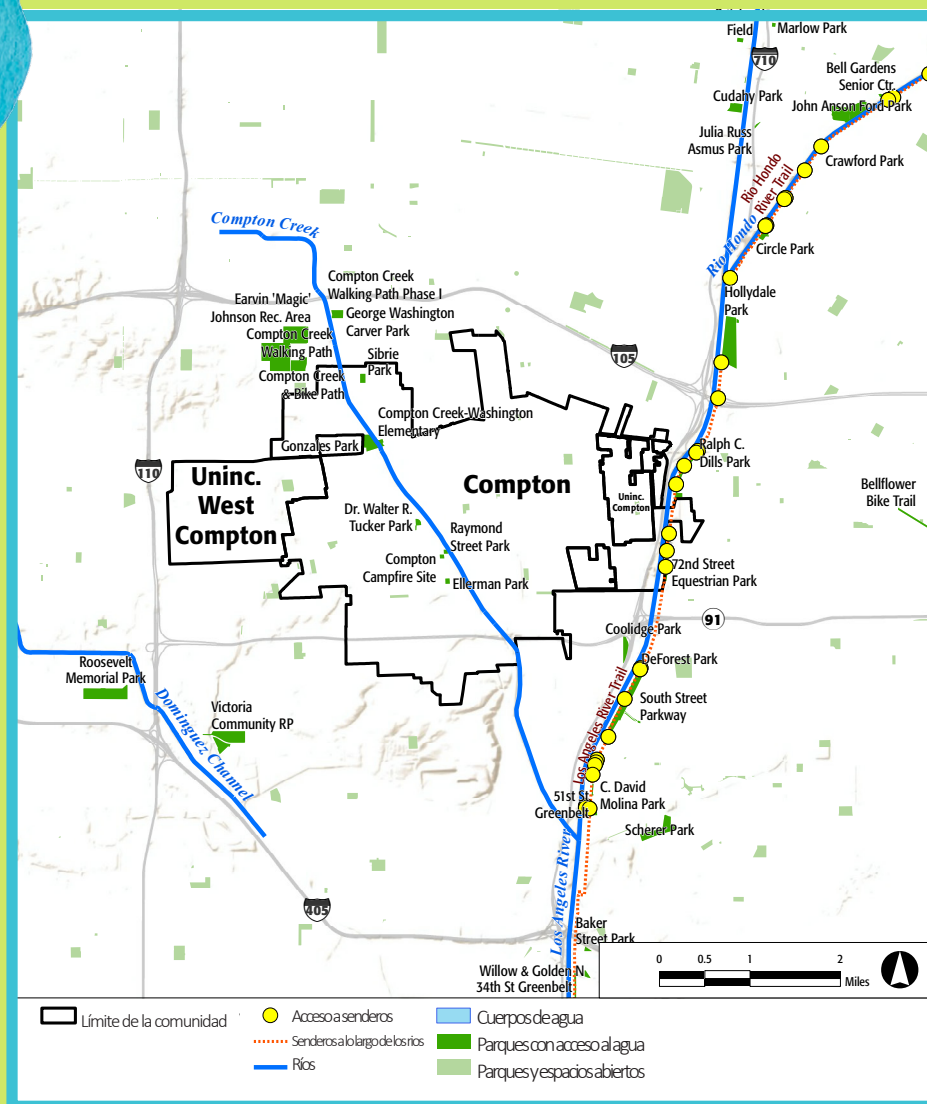 Field
Marlow Park
710
Bell Gardens
Senior Ctr.
Cudahy Park
John Anson Ford Park
Julia Russ
Asmus Park
Crawford Park
Rio Hondo
River Trail
Rio Hondo
Circle Park
Compton Creek
Compton Creek
Walking Path Phase I
Hollydale
Park
Earvin 'Magic'
Johnson Rec. Area
George Washington
Carver Park
Compton Creek
Walking Path
Sibrie
Park
105
Compton Creek
& Bike Path
Compton Creek-Washington
Elementary
Gonzales Park
Ralph C.
Dills Park
110
Uninc.
West
Compton
Compton
Uninc.
Compton
Bellflower
Bike Trail
Dr. Walter R.
Tucker Park
Raymond
Street Park
Compton
Campfire Site
Ellerman Park
72nd Street
Equestrian Park
91
Coolidge Park
DeForest Park
Roosevelt
Memorial Park
Los Angeles River Trail
South Street
Parkway
Dominguez Channel
Victoria
Community RP
51st St
Greenbelt
C. David
Molina Park
Scherer Park
Los Angeles River
405
Baker
Street Park
Willow & Golden N.
34th St Greenbelt
0 0.5 1 2
Miles
Límite de la comunidad
Acceso a senderos
Senderos a lo largo de los rios
Ríos
Cuerpos de agua
Parques con acceso al agua
Parques y espacios abiertos